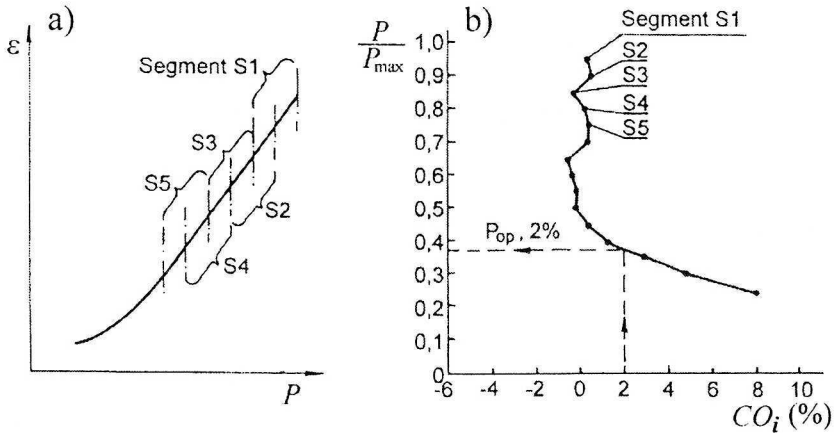 a)
ε
Segment S1
S3
S5
S2
S4
P
b)
P
Pmax
Segment S1
S2
S3
S4
S5
1,0
0,9
0,8
0,7
0,6
0,5
0,4
0,3
0,2
0,1
0
Pop, 2%
-6 -4 -2 0 2 4 6 8 10
COi (%)